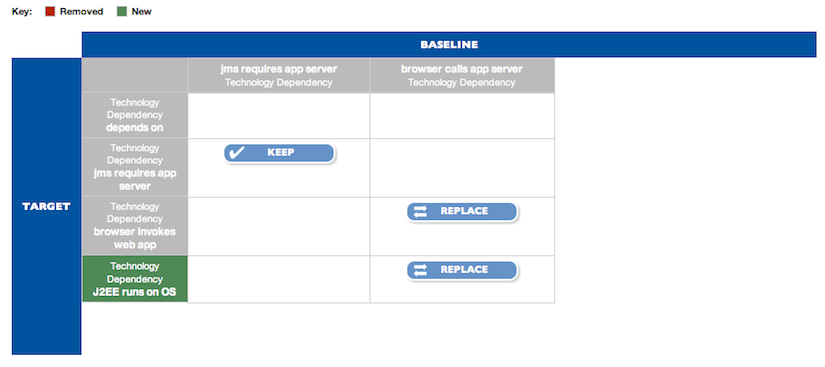 Key: Removed New
BASELINE
TARGET
jms requires app server
Technology Dependency
browser calls app server
Technology Dependency
Technology
Dependency
depends on
Technology
Dependency
jms requires app
server
KEEP
Technology
Dependency
browser invokes
web app
REPLACE
Technology
Dependency
J2EE runs on OS
REPLACE